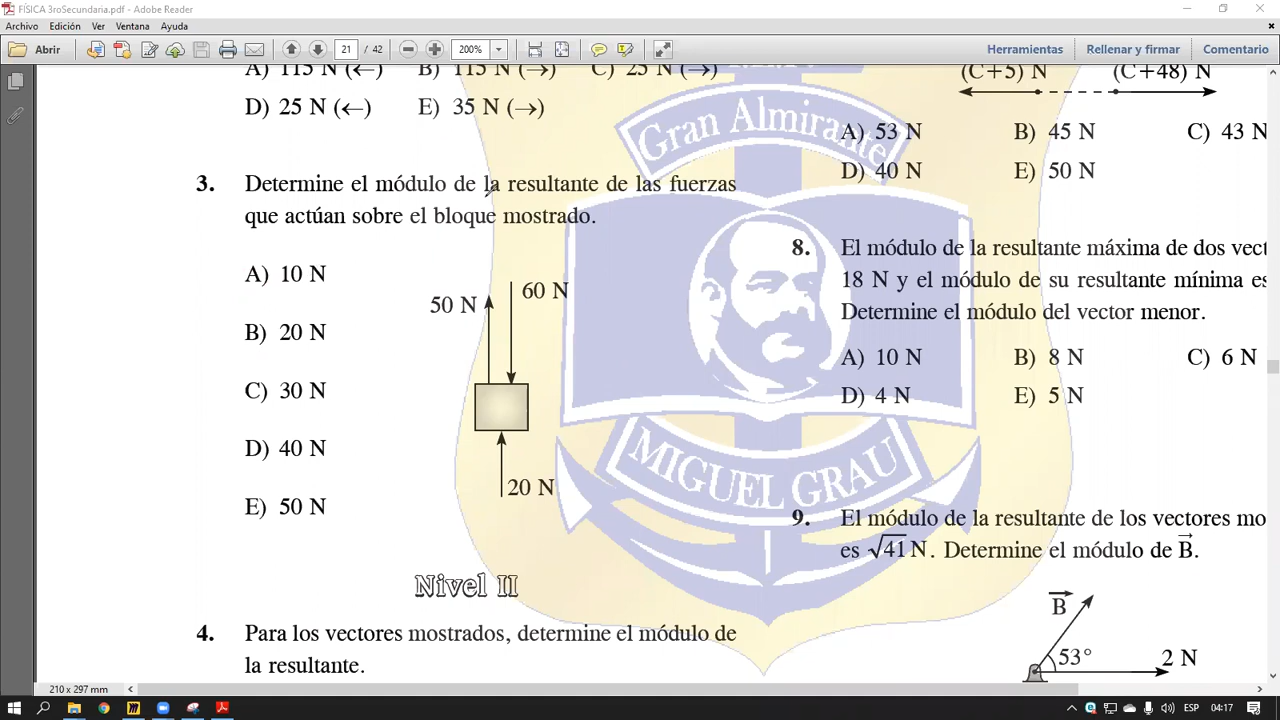 FÍSICA 3roSecundaria.pdf - Adobe Reader
Archivo Edición Ver Ventana Ayuda
Abrir
21 / 42
200%
Herramientas Rellenar y firmar Comentario
A) 115 N (←) B) 115 N (→) C) 25 N (→)
D) 25 N (←) E) 35 N (→)
3. Determine el módulo de la resultante de las fuerzas
que actúan sobre el bloque mostrado.
A) 10 N
B) 20 N
C) 30 N
D) 40 N
E) 50 N
50 N
60 N
20 N
Nivel II
4. Para los vectores mostrados, determine el módulo de
la resultante.
Gran Almirante
MIGUEL GRAU
(C+5) N (C+48) N
A) 53 N B) 45 N C) 43 N
D) 40 N E) 50 N
8. El módulo de la resultante máxima de dos vect
18 N y el módulo de su resultante mínima es
Determine el módulo del vector menor.
A) 10 N B) 8 N C) 6 N
D) 4 N E) 5 N
9. El módulo de la resultante de los vectores mo
es √41 N. Determine el módulo de B⃗.
B⃗
53°
2 N
210 x 297 mm
ESP 04:17